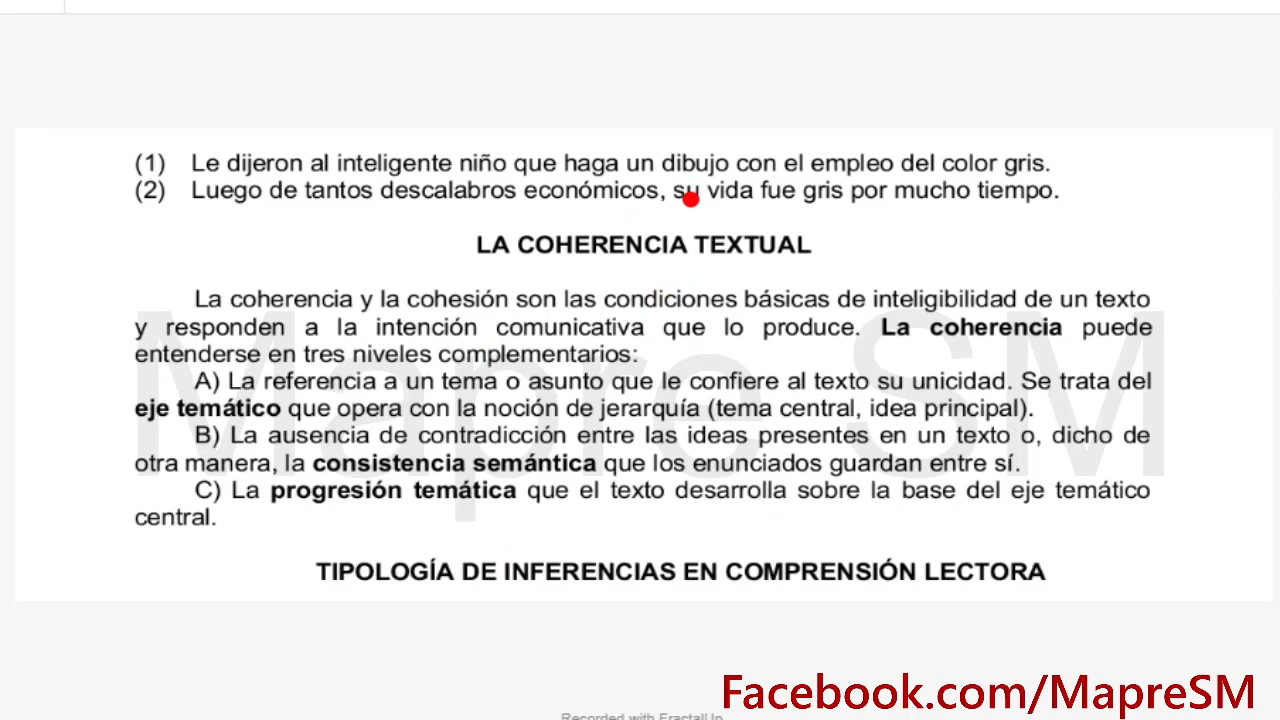 (1) Le dijeron al inteligente niño que haga un dibujo con el empleo del color gris.
(2) Luego de tantos descalabros económicos, su vida fue gris por mucho tiempo.
LA COHERENCIA TEXTUAL
La coherencia y la cohesión son las condiciones básicas de inteligibilidad de un texto
y responden a la intención comunicativa que lo produce. La coherencia puede
entenderse en tres niveles complementarios:
A) La referencia a un tema o asunto que le confiere al texto su unicidad. Se trata del
eje temático que opera con la noción de jerarquía (tema central, idea principal).
B) La ausencia de contradicción entre las ideas presentes en un texto o, dicho de
otra manera, la consistencia semántica que los enunciados guardan entre sí.
C) La progresión temática que el texto desarrolla sobre la base del eje temático
central.
Mapre SM
TIPOLOGÍA DE INFERENCIAS EN COMPRENSIÓN LECTORA
Facebook.com/MapreSM
Recorded with